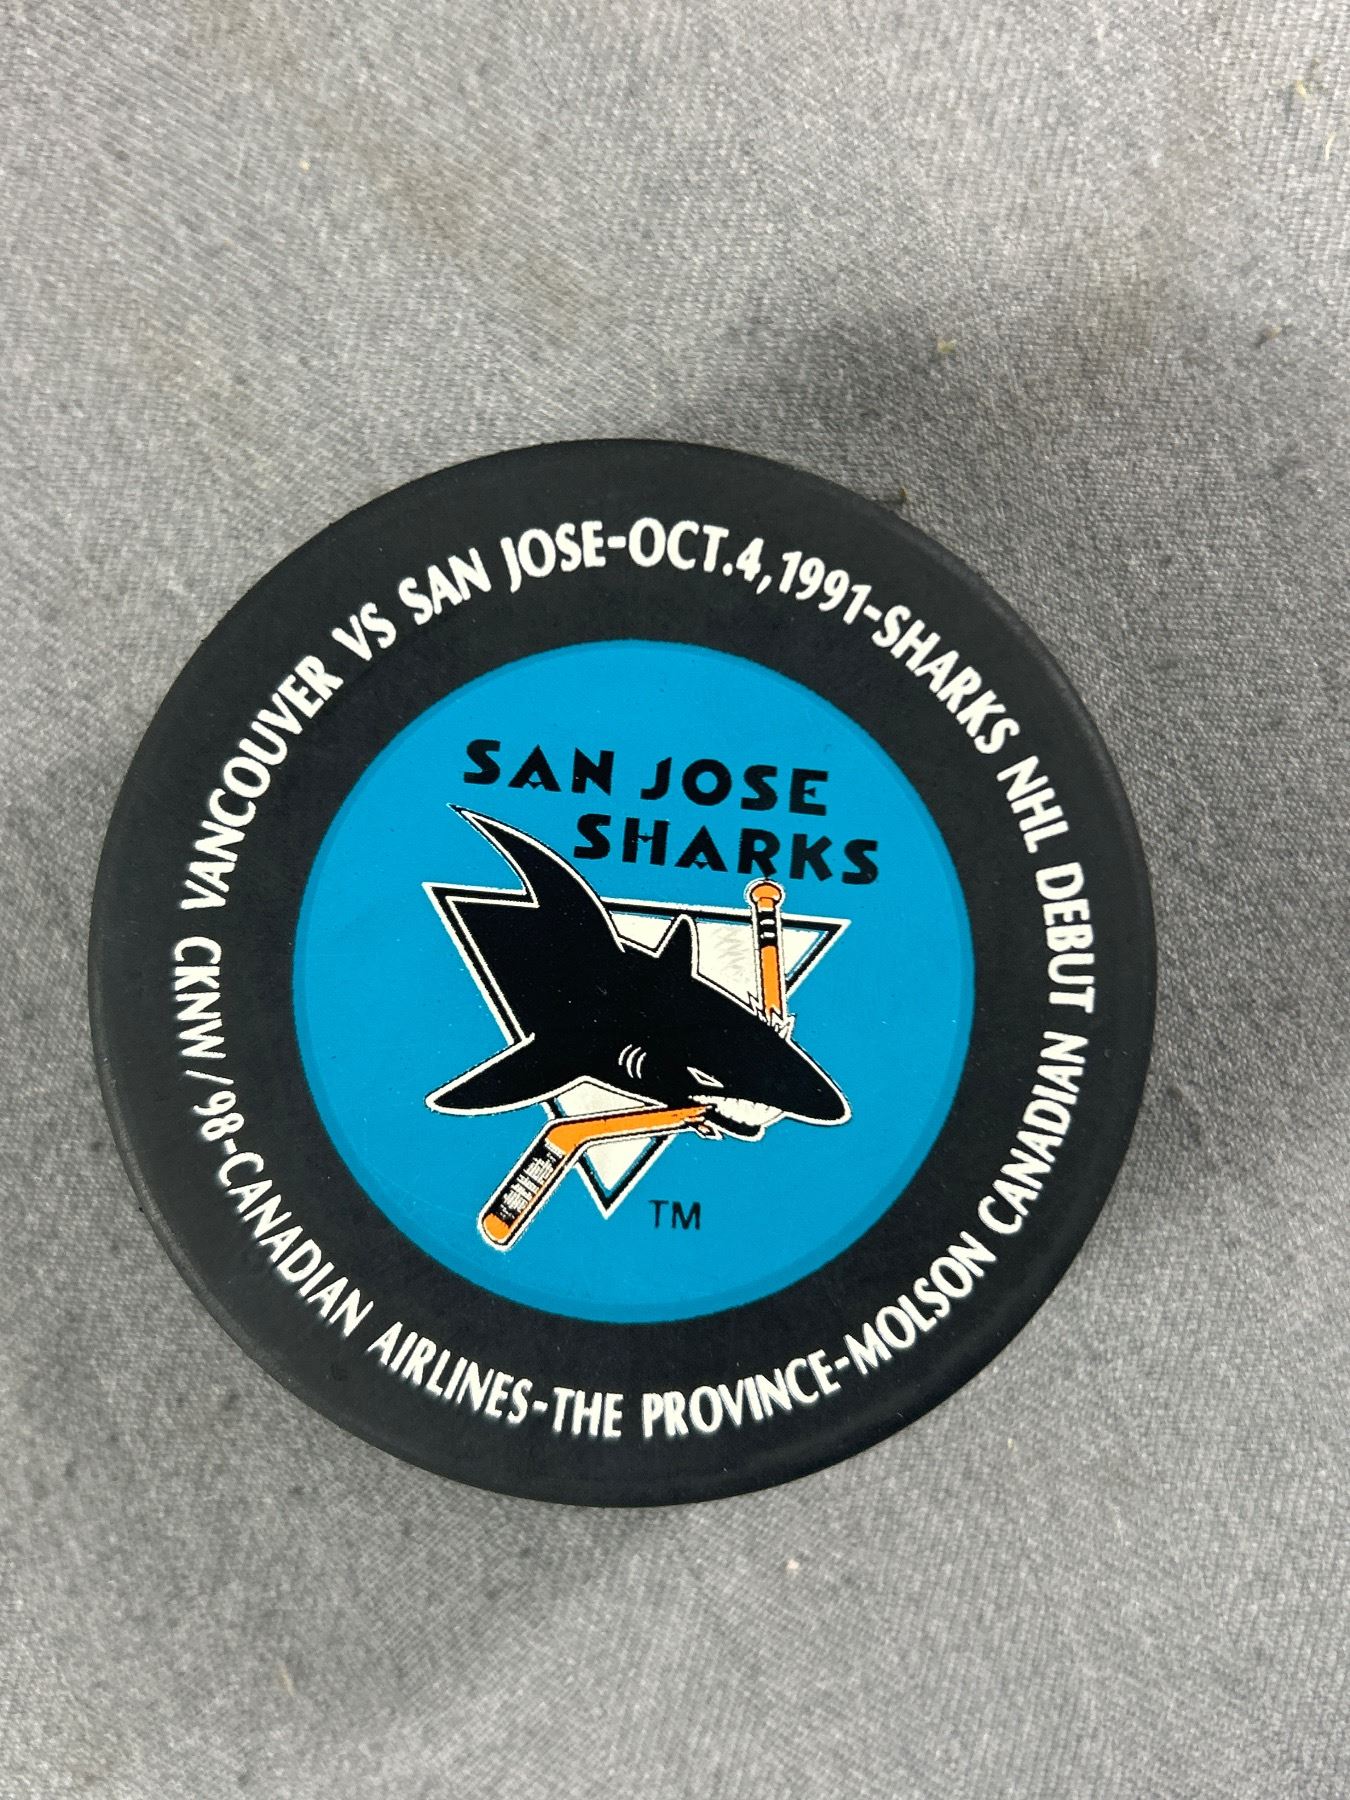 VANCOUVER VS SAN JOSE-OCT.4,1991-SHARKS NHL DEBUT
CKNW/98-CANADIAN AIRLINES-THE PROVINCE-MOLSON CANADIAN
SAN JOSE
SHARKS
TM